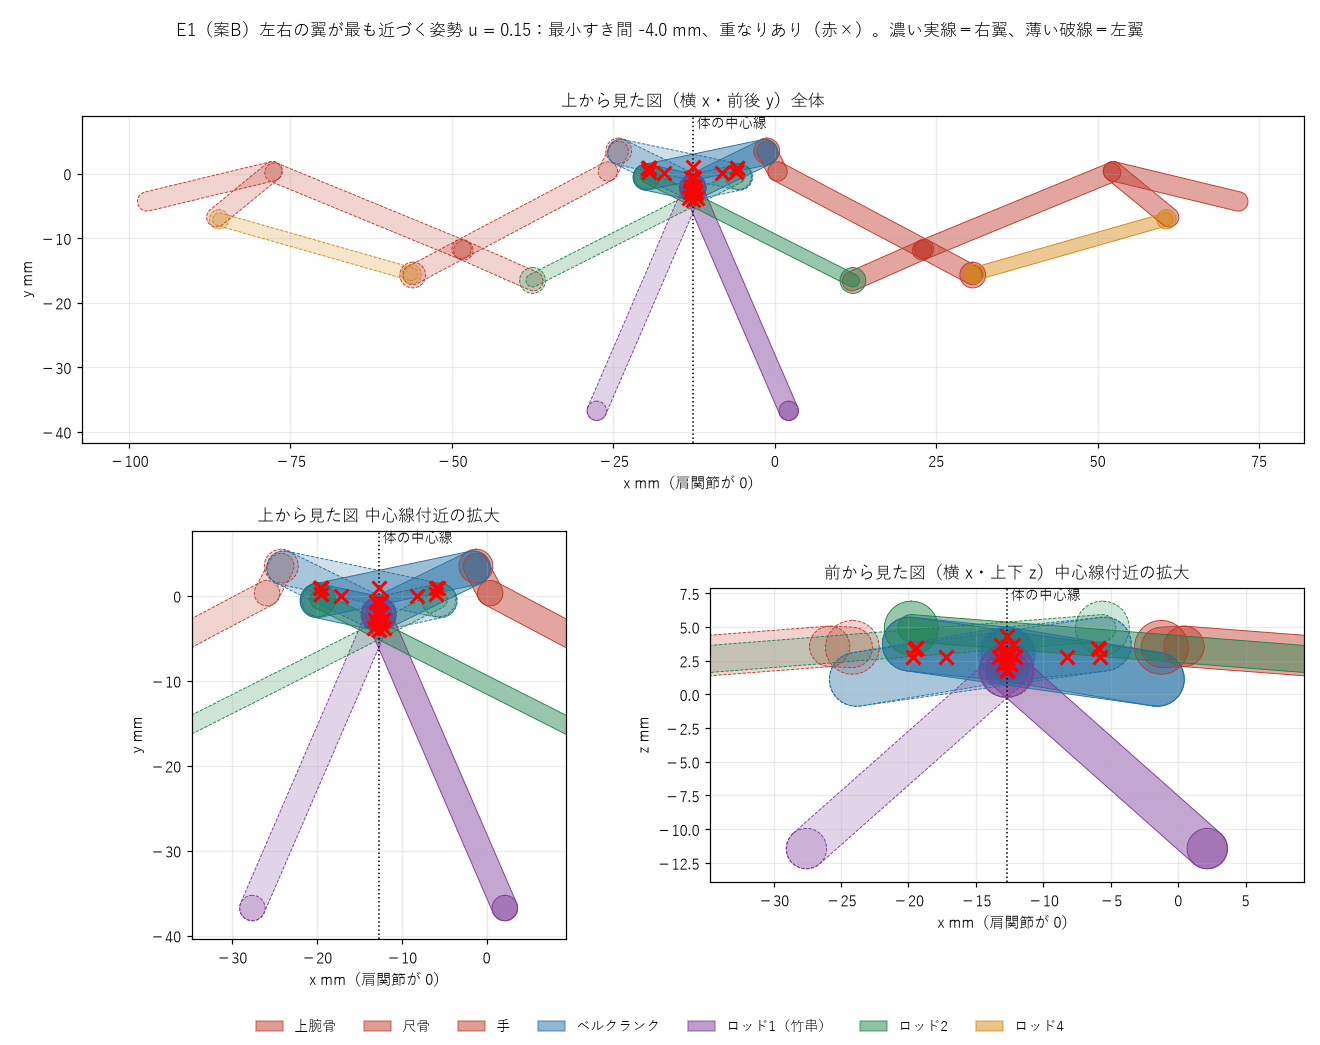 E1（案B）左右の翼が最も近づく姿勢 u = 0.15：最小すき間 -4.0 mm、重なりあり（赤×）。濃い実線＝右翼、薄い破線＝左翼
上から見た図（横 x・前後 y）全体
体の中心線
0
−10
−20
−30
−40
y mm
−100
−75
−50
−25
0
25
50
75
x mm（肩関節が 0）
上から見た図 中心線付近の拡大
体の中心線
0
−10
−20
−30
−40
y mm
−30
−20
−10
0
x mm（肩関節が 0）
前から見た図（横 x・上下 z）中心線付近の拡大
体の中心線
7.5
5.0
2.5
0.0
−2.5
−5.0
−7.5
−10.0
−12.5
z mm
−30
−25
−20
−15
−10
−5
0
5
x mm（肩関節が 0）
上腕骨
尺骨
手
ベルクランク
ロッド1（竹串）
ロッド2
ロッド4